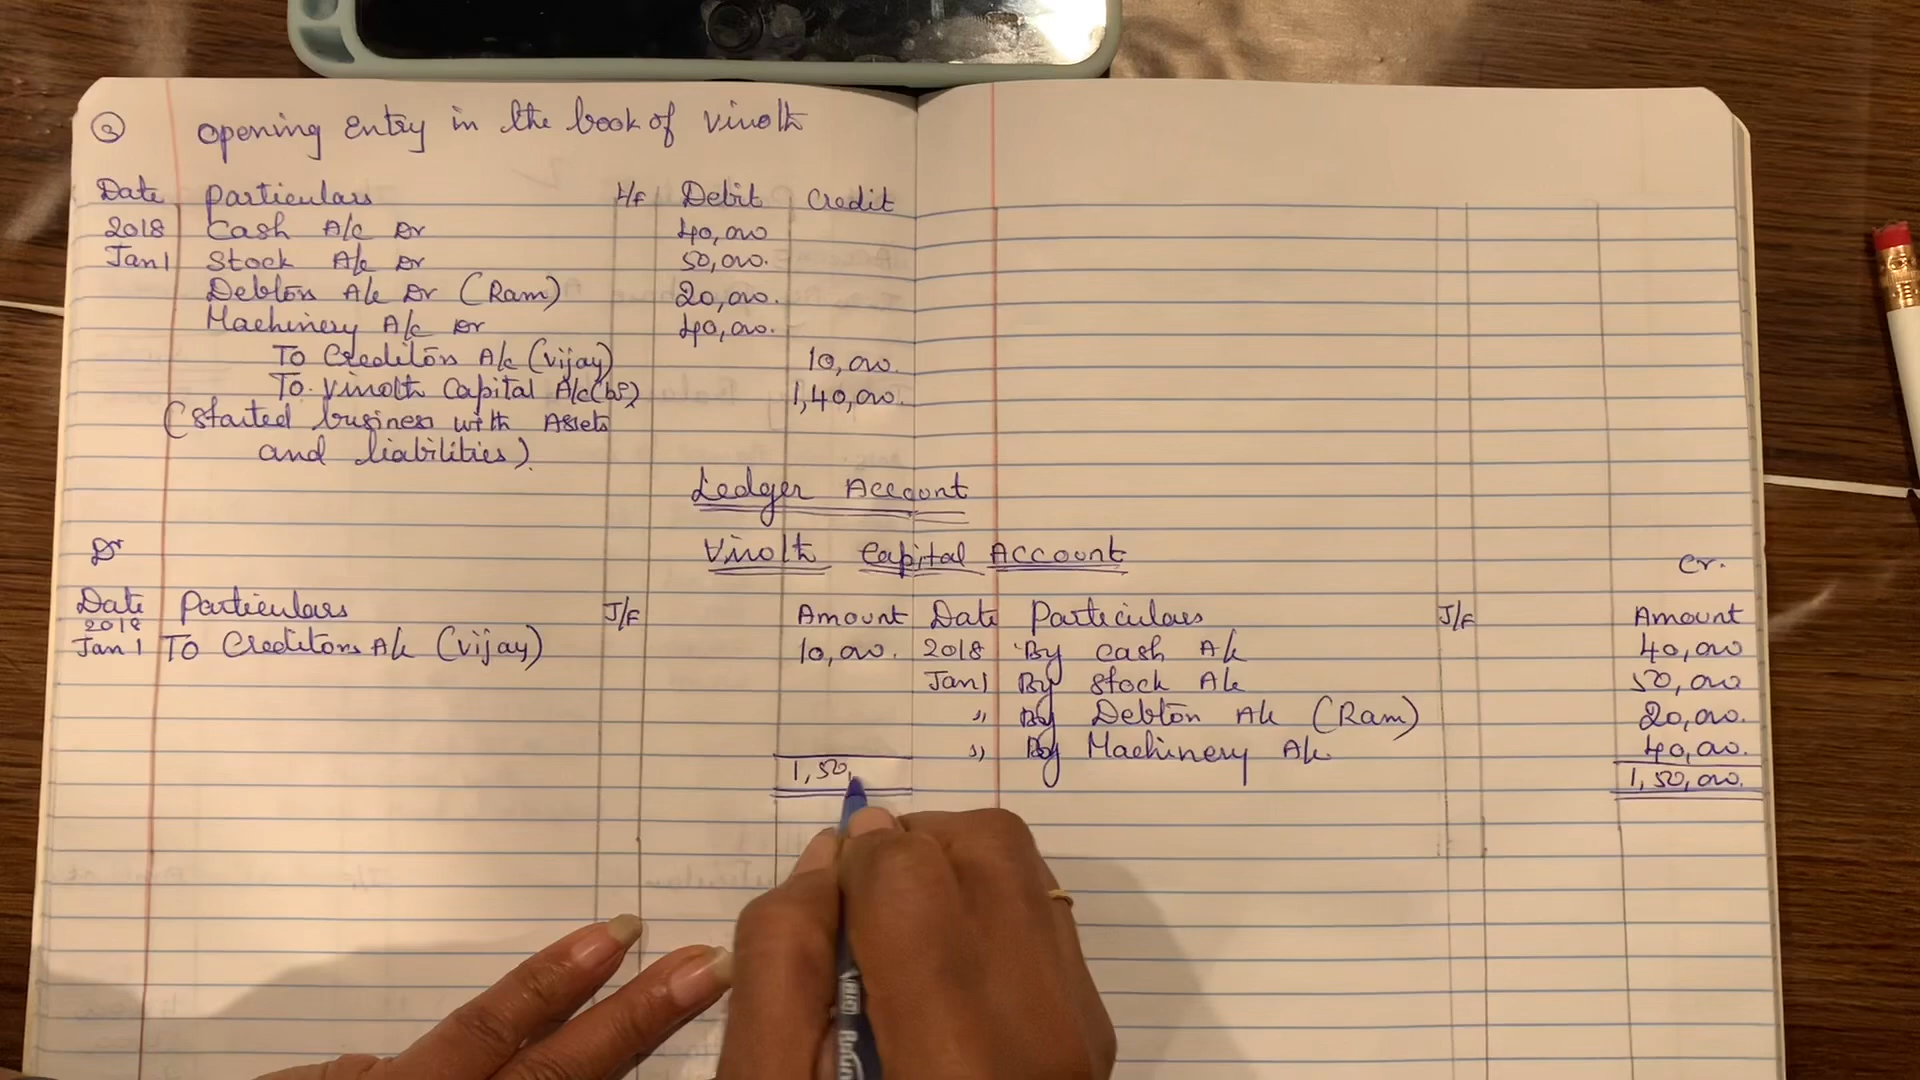 3 Opening Entry in the book of Vinoth
Date Particulars L/F Debit Credit
2018 Cash A/c Dr 40,000
Jan 1 Stock A/c Dr 50,000.
Debtors A/c Dr (Ram) 20,000.
Machinery A/c Dr 40,000.
To Creditors A/c (Vijay) 10,000.
To Vinoth Capital A/c (b/f) 1,40,000.
(Started business with Assets
and liabilities).
Ledger Account
Dr Vinoth Capital Account Cr.
Date Particulars J/F Amount Date Particulars J/F Amount
2018
Jan 1 To Creditors A/c (Vijay) 10,000. 2018 By Cash A/c 40,000
Jan 1 By Stock A/c 50,000
" By Debtors A/c (Ram) 20,000.
" By Machinery A/c 40,000.
1,50, 1,50,000.